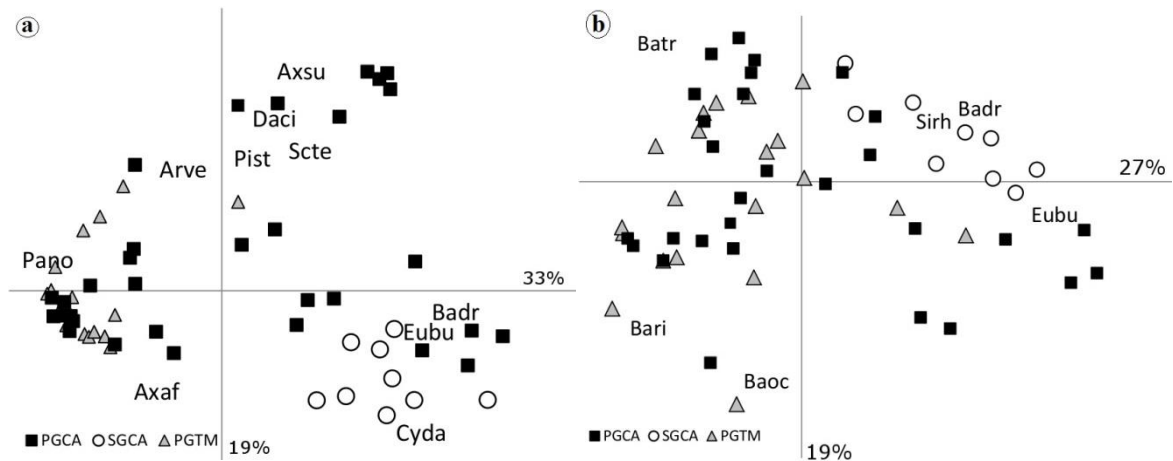 a
Axsu
Daci
Scte
Pist
Arve
Pano
33%
Badr
Eubu
Axaf
Cyda
PGCA SGCA PGTM
19%
b
Batr
Badr
Sirh
27%
Eubu
Bari
Baoc
PGCA SGCA PGTM
19%